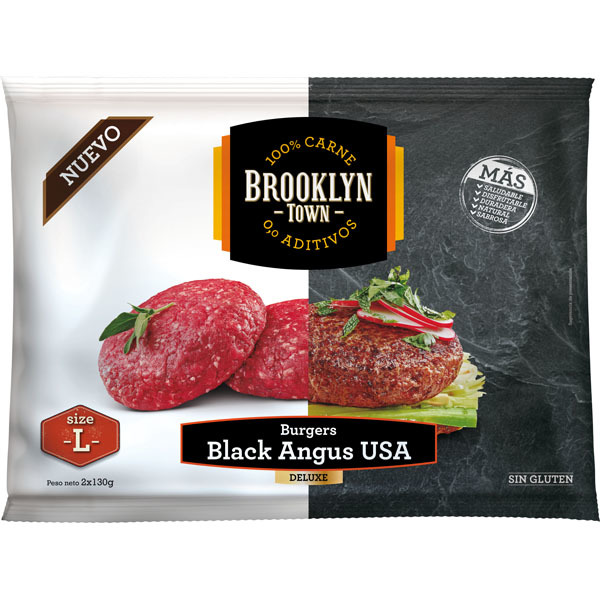 NUEVO
100% CARNE
BROOKLYN
TOWN
0,0 ADITIVOS
MÁS
SALUDABLE
DISFRUTABLE
DURADERA
NATURAL
SABROSA
size
L
Peso neto 2x130g
Burgers
Black Angus USA
DELUXE
SIN GLUTEN